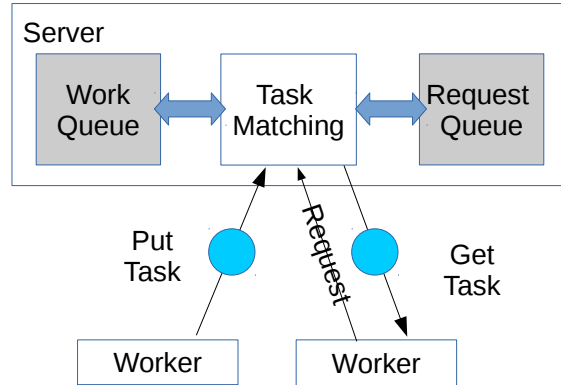 Server
Work
Queue
Task
Matching
Request
Queue
Put
Task
Request
Get
Task
Worker
Worker